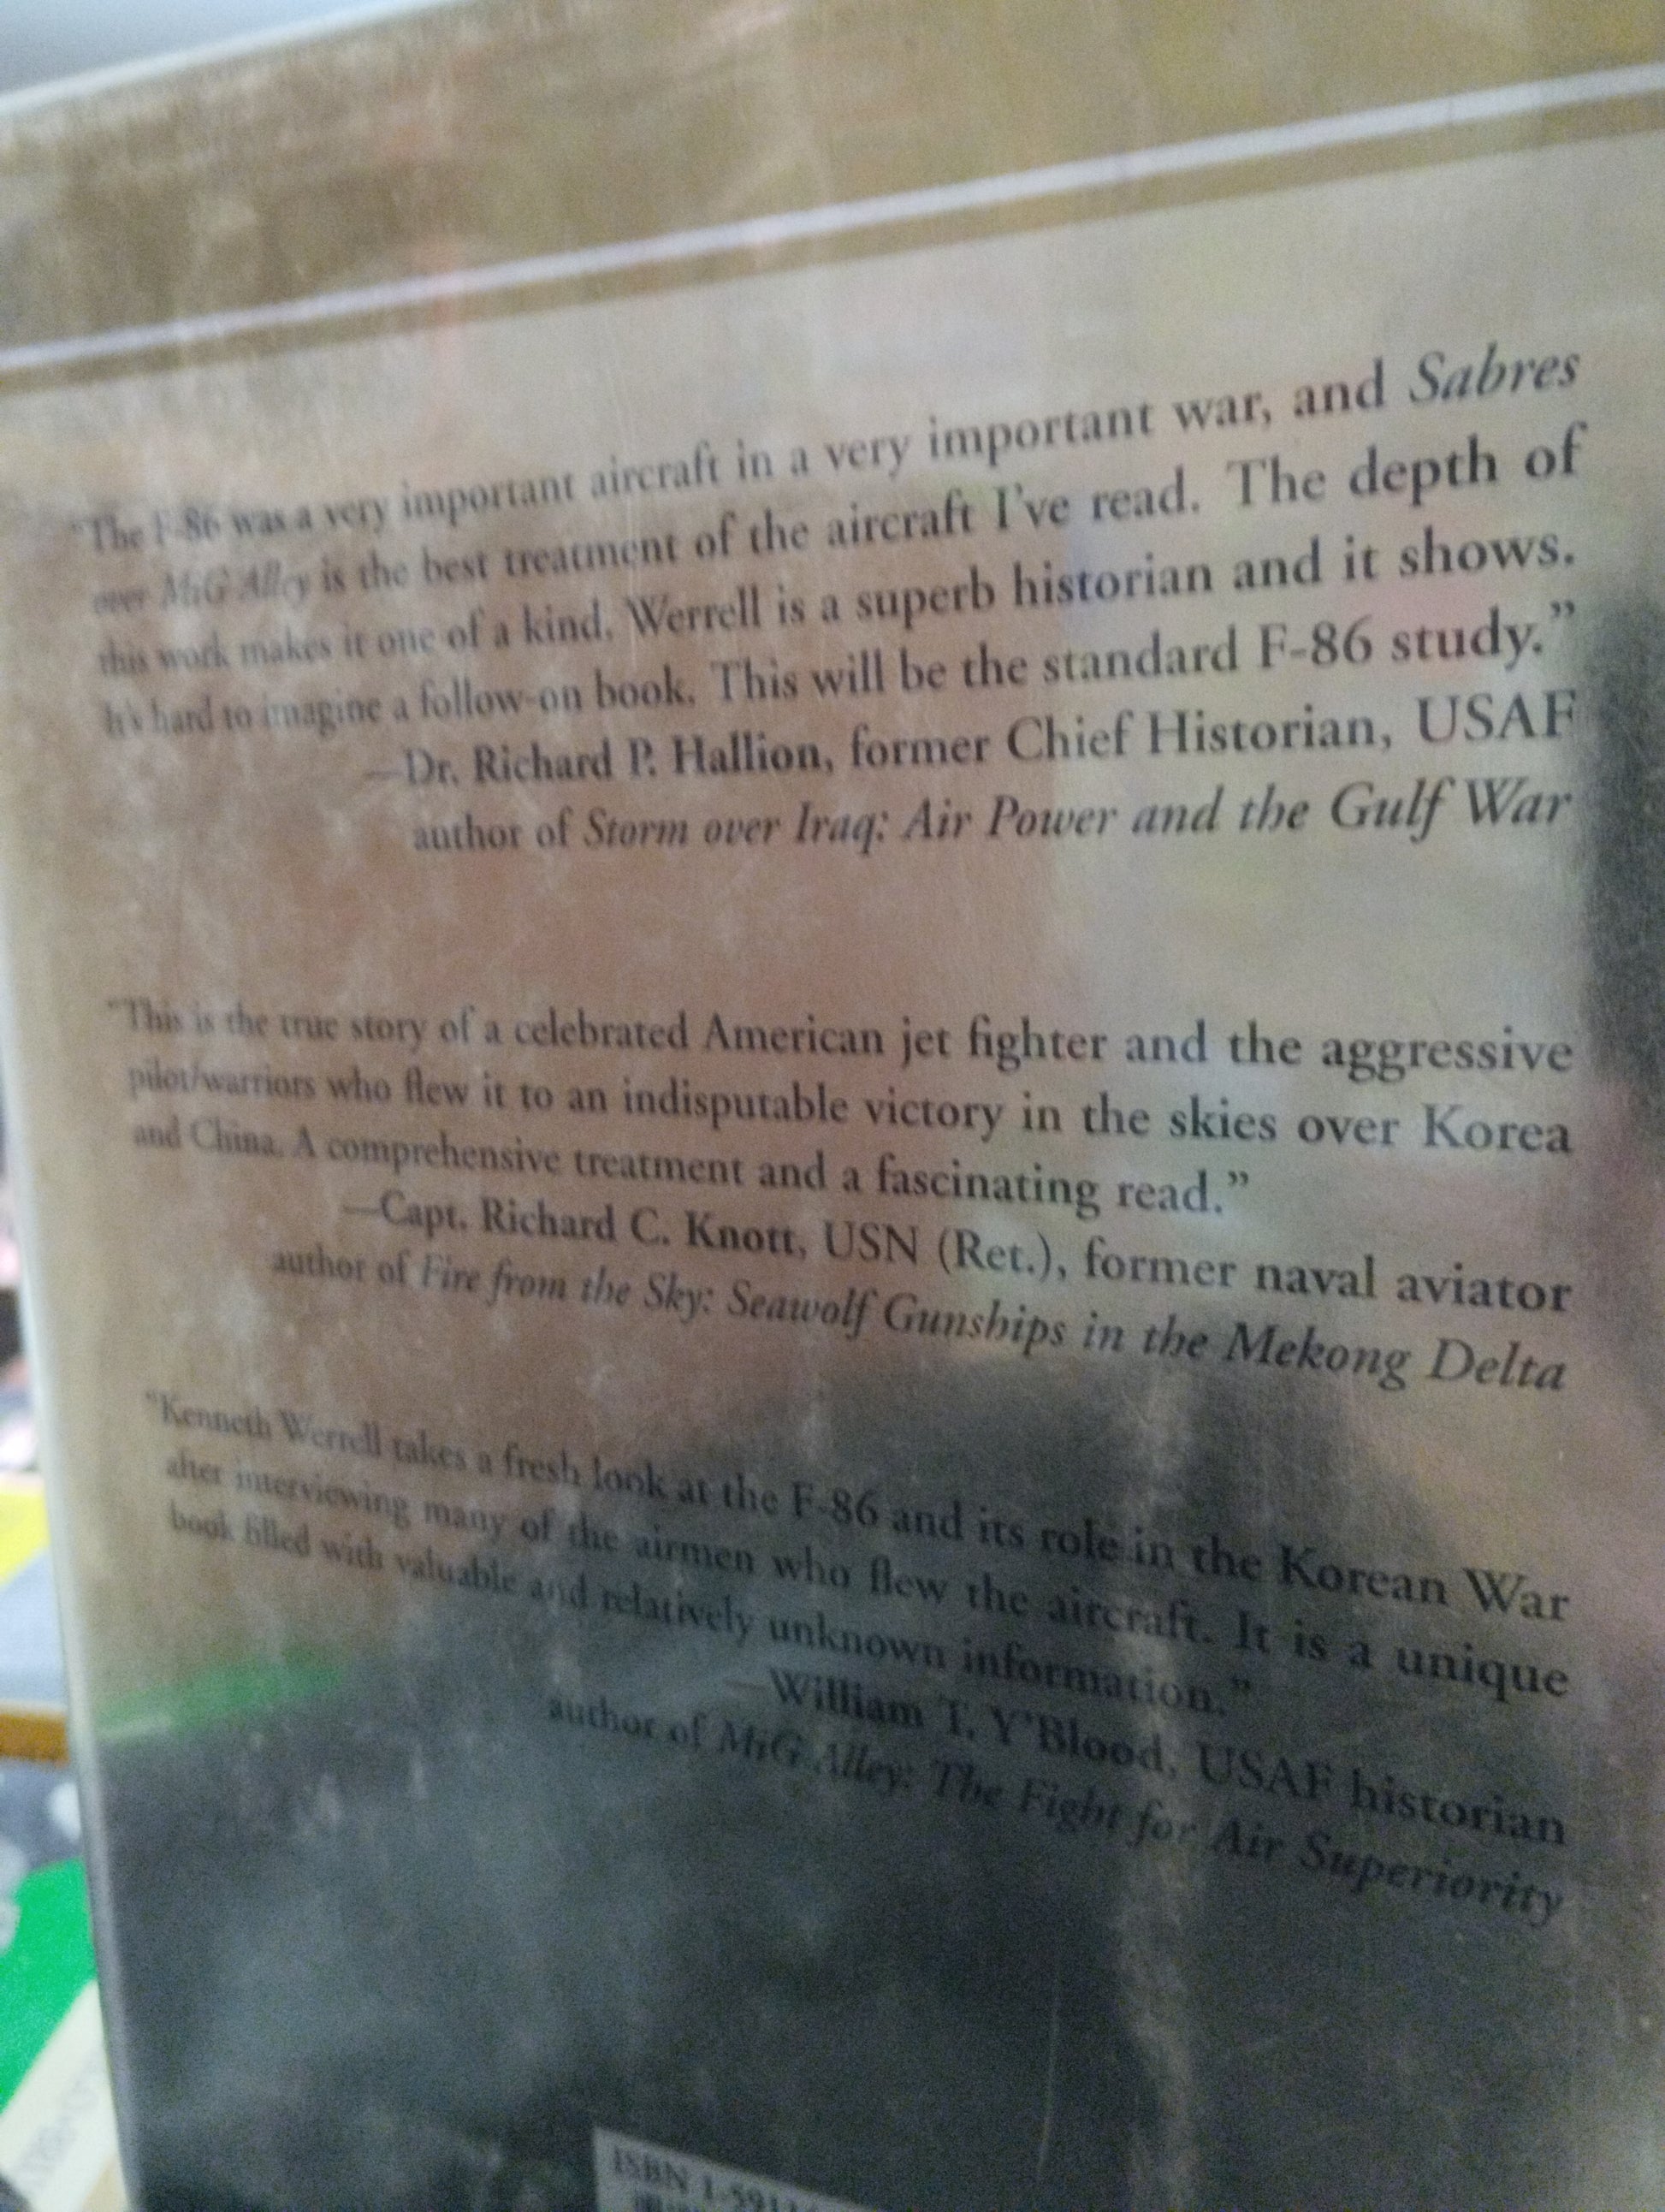 "The F-86 was a very important aircraft in a very important war, and Sabres
over MiG Alley is the best treatment of the aircraft I've read. The depth of
this work makes it one of a kind. Werrell is a superb historian and it shows.
It's hard to imagine a follow-on book. This will be the standard F-86 study."
—Dr. Richard P. Hallion, former Chief Historian, USAF
author of Storm over Iraq: Air Power and the Gulf War
"This is the true story of a celebrated American jet fighter and the aggressive
pilot/warriors who flew it to an indisputable victory in the skies over Korea
and China. A comprehensive treatment and a fascinating read."
—Capt. Richard C. Knott, USN (Ret.), former naval aviator
author of Fire from the Sky: Seawolf Gunships in the Mekong Delta
"Kenneth Werrell takes a fresh look at the F-86 and its role in the Korean War
after interviewing many of the airmen who flew the aircraft. It is a unique
book filled with valuable and relatively unknown information."
—William T. Y'Blood, USAF historian
author of MiG Alley: The Fight for Air Superiority
ISBN 1-5911